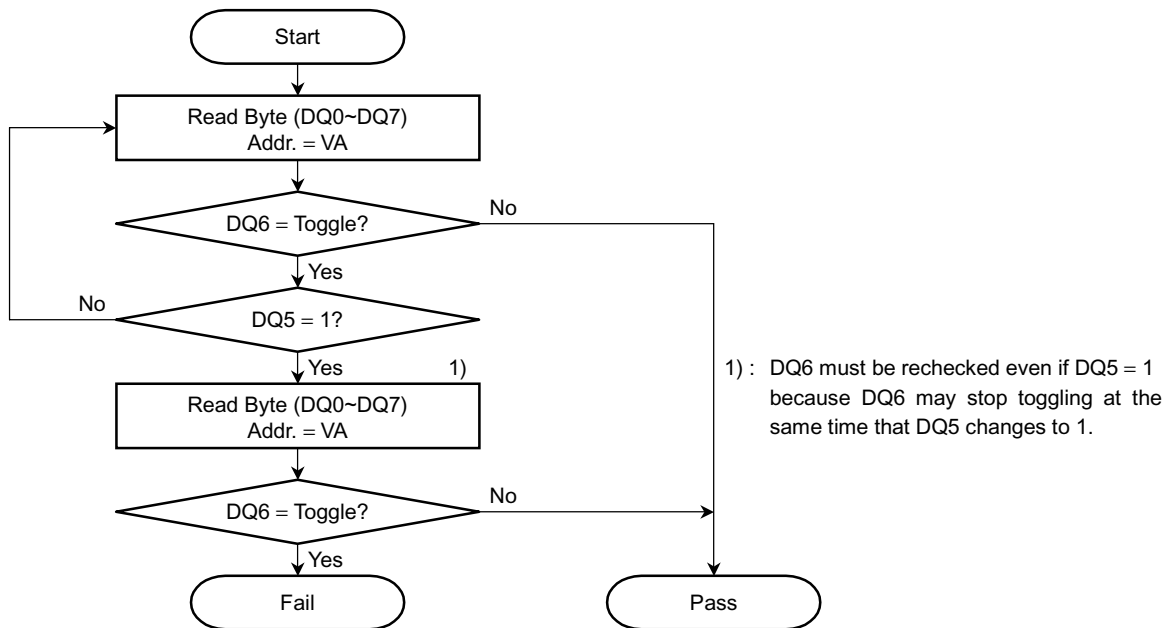 Start
Read Byte (DQ0~DQ7)
Addr. = VA
DQ6 = Toggle?
No
Yes
No
DQ5 = 1?
Yes
1)
Read Byte (DQ0~DQ7)
Addr. = VA
1) : DQ6 must be rechecked even if DQ5 = 1
because DQ6 may stop toggling at the
same time that DQ5 changes to 1.
DQ6 = Toggle?
No
Yes
Fail
Pass